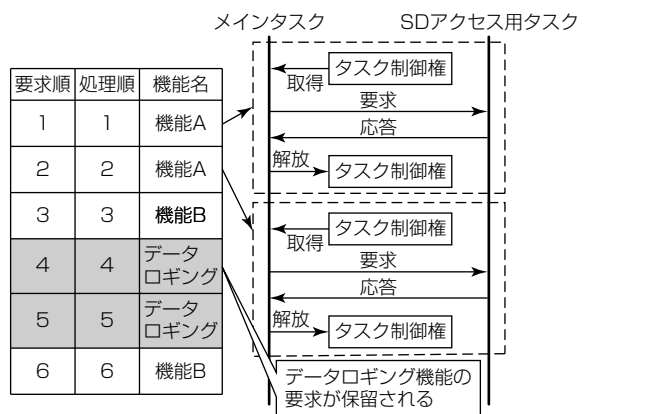 メインタスク SDアクセス用タスク
タスク制御権
取得
要求
応答
解放
タスク制御権
タスク制御権
取得
要求
応答
解放
タスク制御権
要求順 処理順 機能名
1 1 機能A
2 2 機能A
3 3 機能B
4 4 データ
ロギング
5 5 データ
ロギング
6 6 機能B
データロギング機能の
要求が保留される